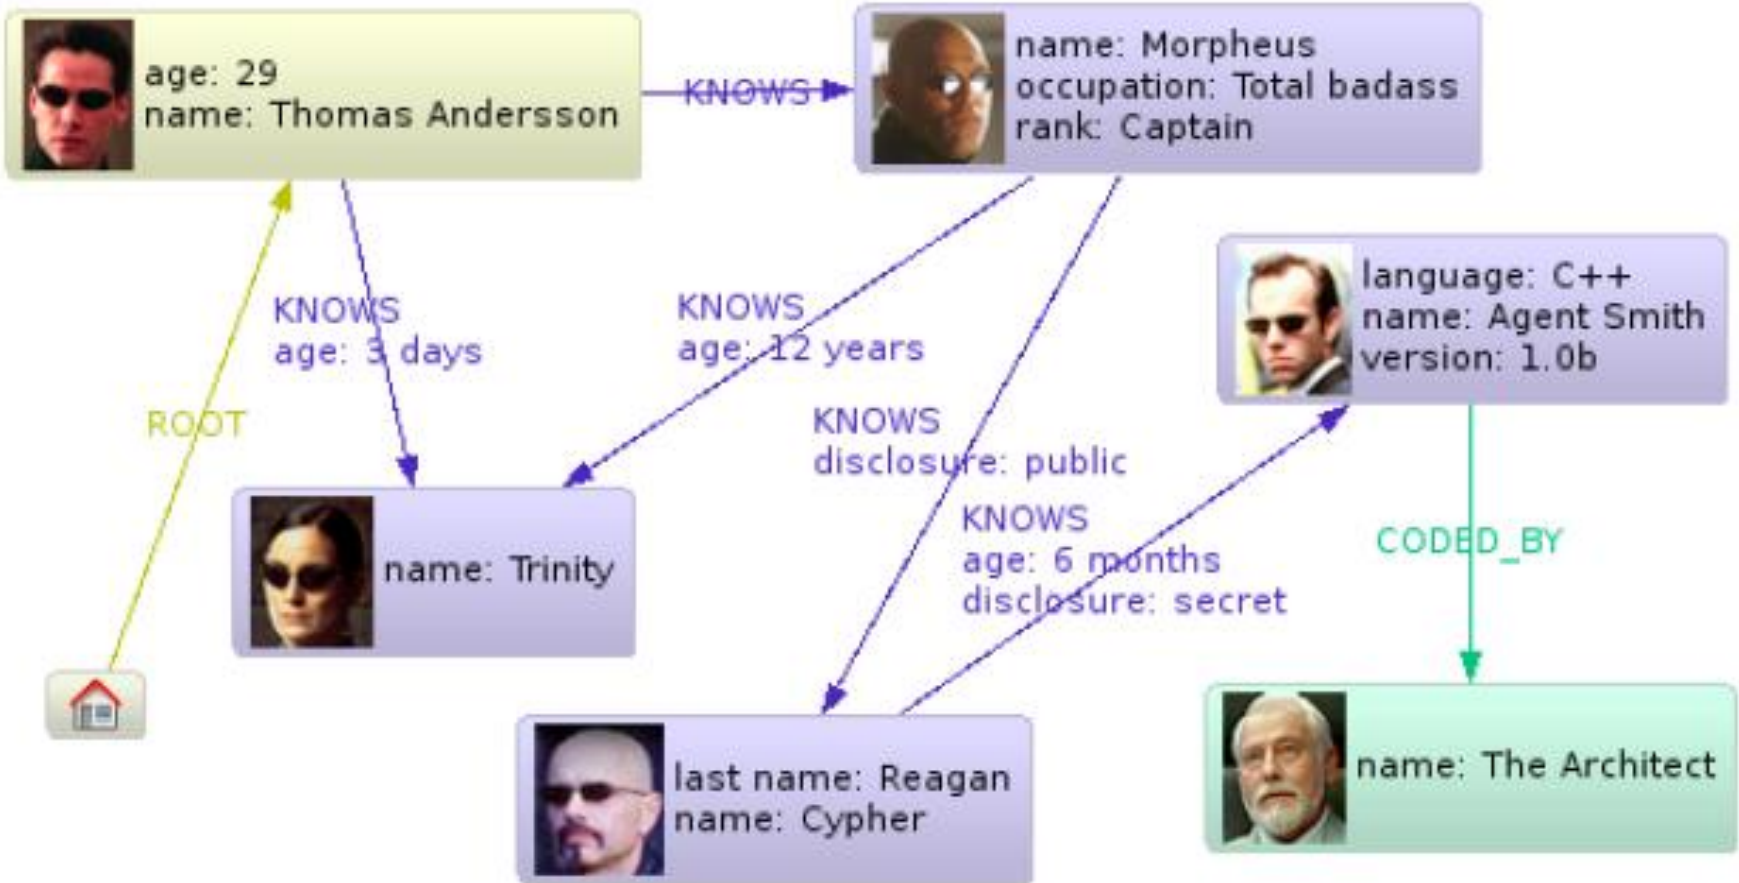 age: 29
name: Thomas Andersson
KNOWS
name: Morpheus
occupation: Total badass
rank: Captain
KNOWS
age: 3 days
KNOWS
age: 12 years
language: C++
name: Agent Smith
version: 1.0b
ROOT
KNOWS
disclosure: public
KNOWS
age: 6 months
disclosure: secret
CODED_BY
name: Trinity
last name: Reagan
name: Cypher
name: The Architect